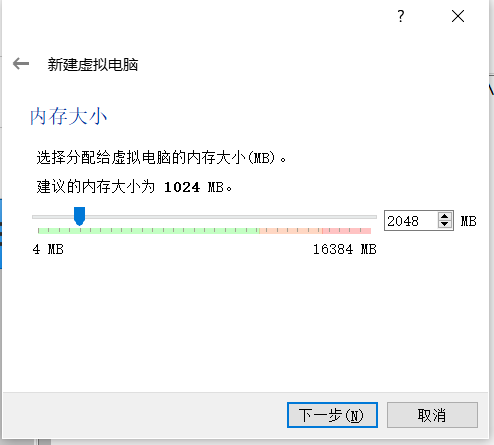 ?
新建虚拟电脑
内存大小
选择分配给虚拟电脑的内存大小(MB)。
建议的内存大小为 1024 MB。
2048 MB
4 MB 16384 MB
下一步(N) 取消